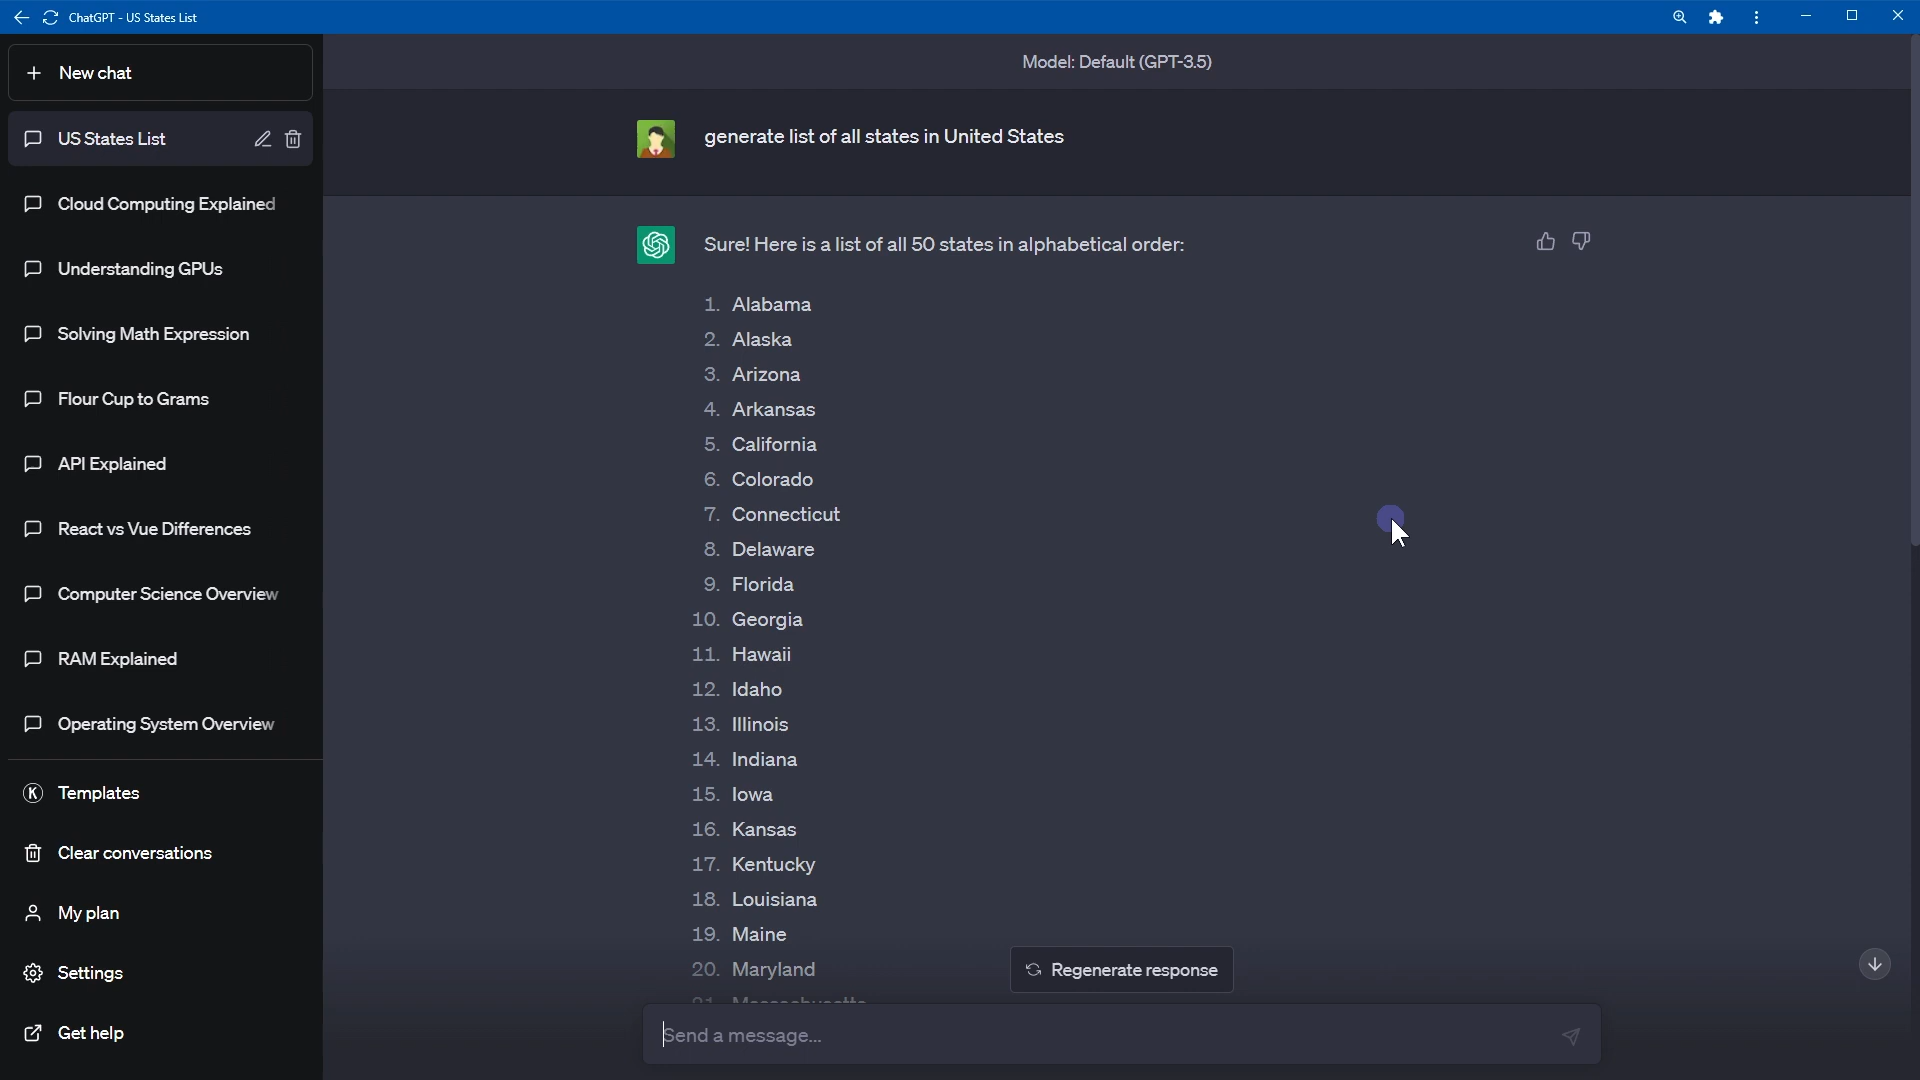 ChatGPT - US States List
New chat
US States List
Cloud Computing Explained
Understanding GPUs
Solving Math Expression
Flour Cup to Grams
API Explained
React vs Vue Differences
Computer Science Overview
RAM Explained
Operating System Overview
Templates
Clear conversations
My plan
Settings
Get help
Model: Default (GPT-3.5)
generate list of all states in United States
Sure! Here is a list of all 50 states in alphabetical order:
1. Alabama
2. Alaska
3. Arizona
4. Arkansas
5. California
6. Colorado
7. Connecticut
8. Delaware
9. Florida
10. Georgia
11. Hawaii
12. Idaho
13. Illinois
14. Indiana
15. Iowa
16. Kansas
17. Kentucky
18. Louisiana
19. Maine
20. Maryland
21. Massachusetts
Regenerate response
Send a message...